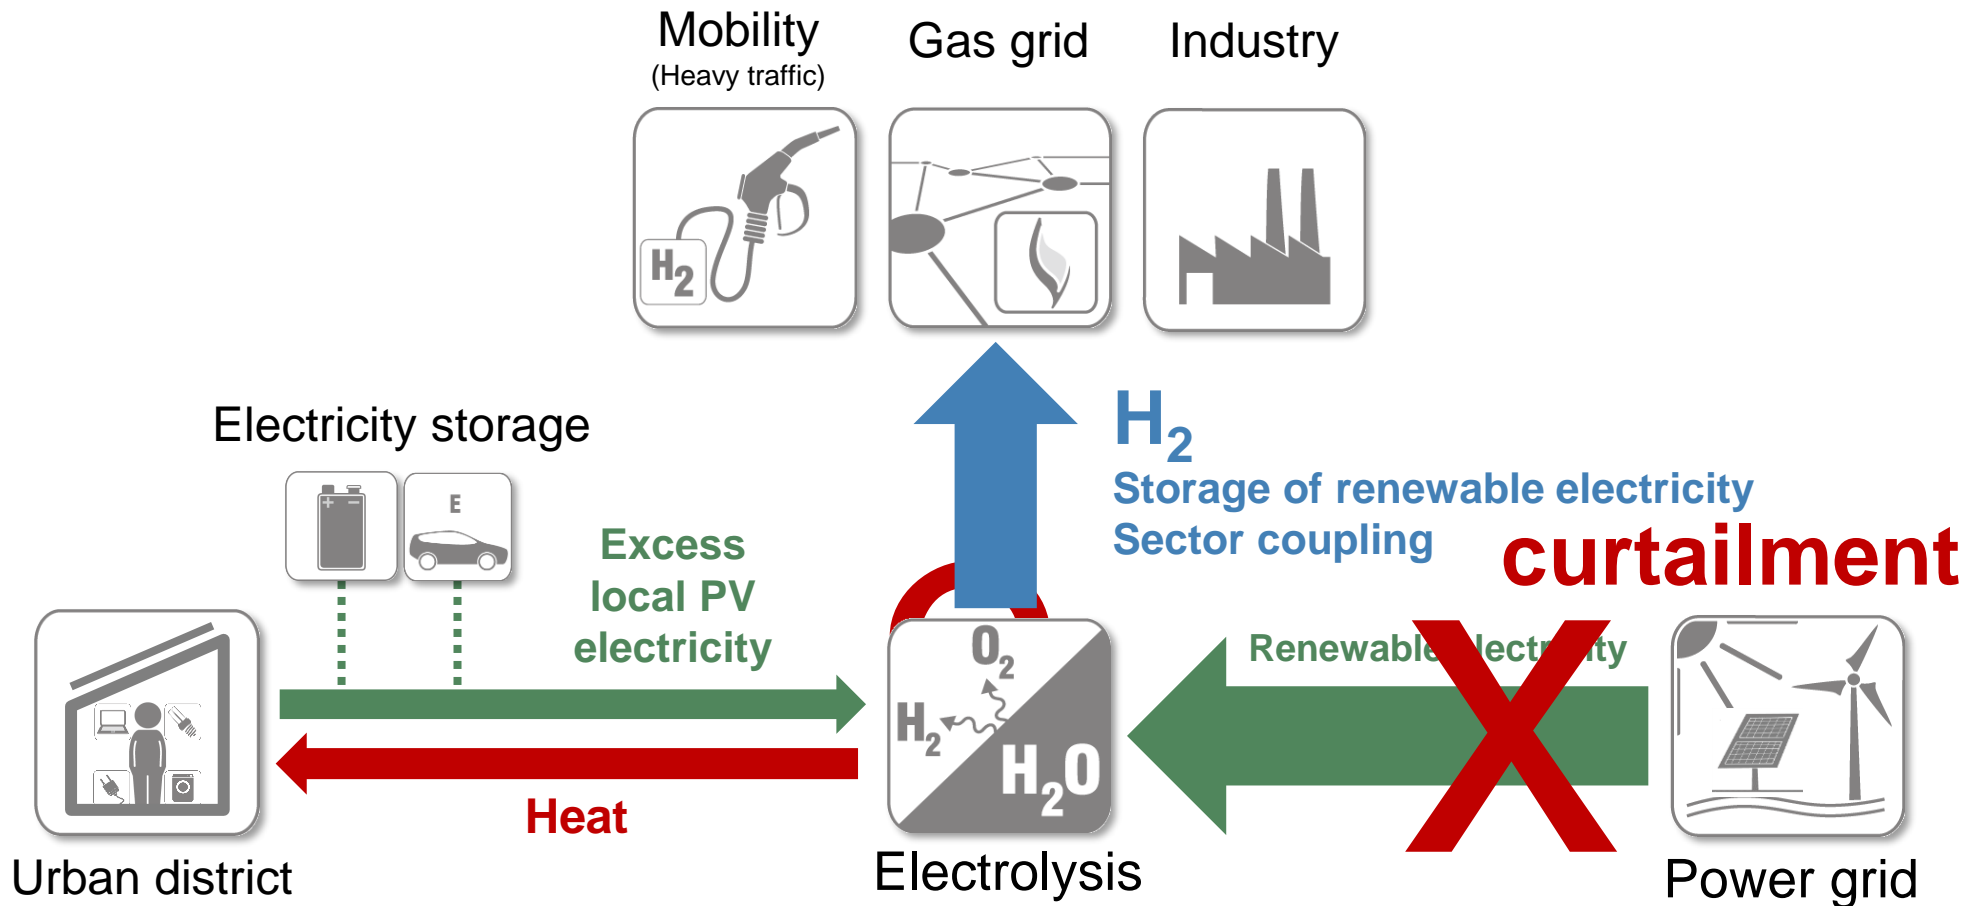 Mobility
(Heavy traffic)
Gas grid
Industry
H2
H2
Storage of renewable electricity
Sector coupling
Electricity storage
+ −
E
Excess
local PV
electricity
curtailment
Renewable electricity
X
O2
H2
H2O
Heat
Urban district
Electrolysis
Power grid